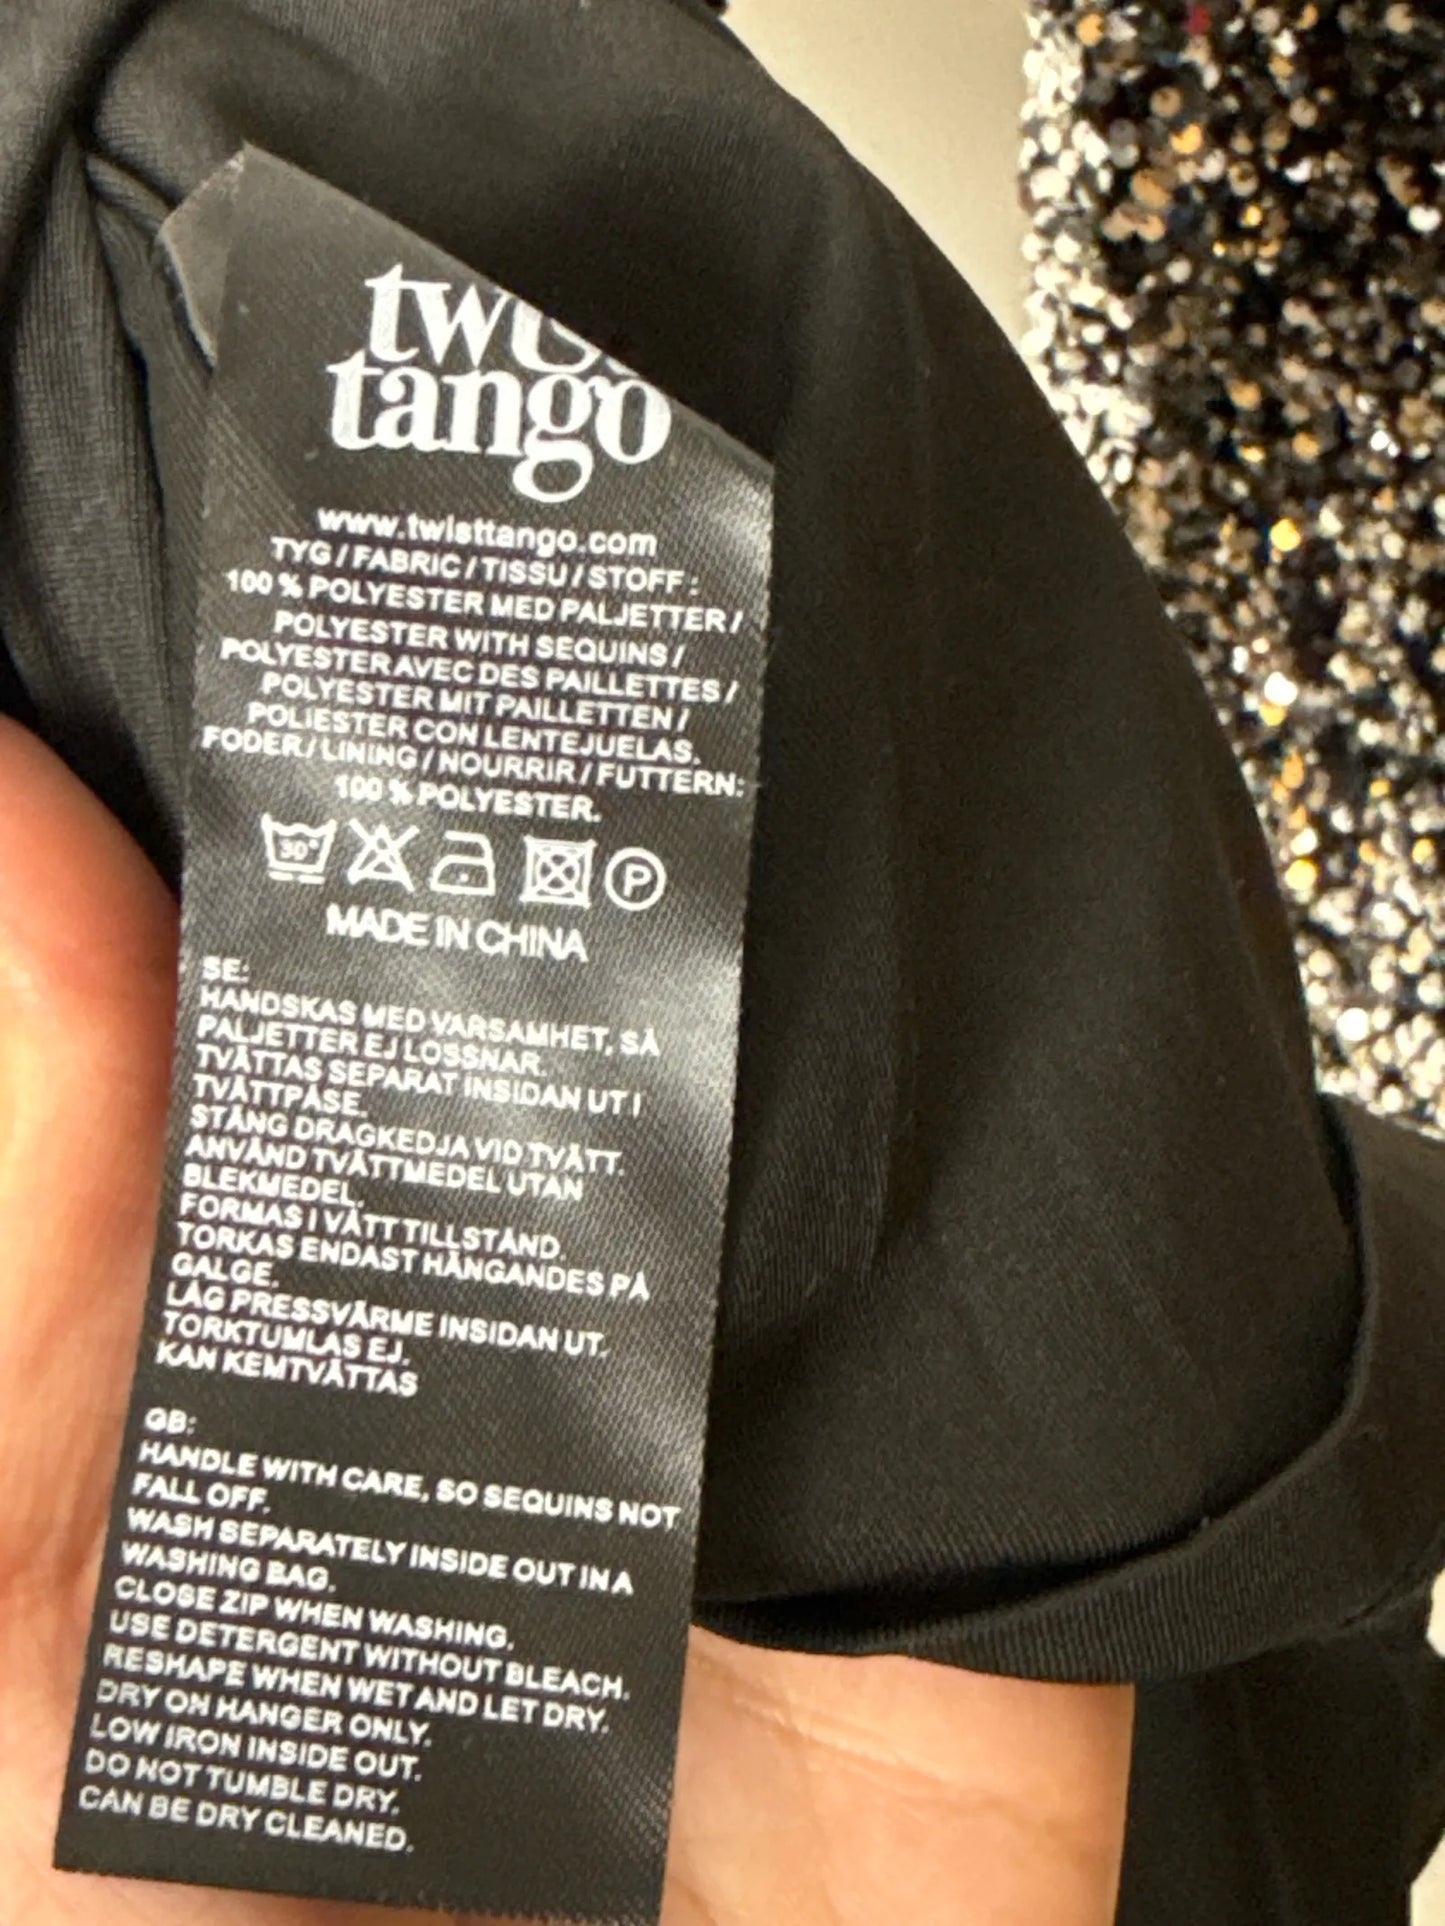 tango
www.twisttango.com
TYG / FABRIC / TISSU / STOFF :
100 % POLYESTER MED PALJETTER /
POLYESTER WITH SEQUINS /
POLYESTER AVEC DES PAILLETTES /
POLYESTER MIT PAILLETTEN /
POLIESTER CON LENTEJUELAS.
FODER / LINING / NOURRIR / FUTTERN:
100 % POLYESTER.
30° P
MADE IN CHINA
SE:
HANDSKAS MED VARSAMHET, SÅ
PALJETTER EJ LOSSNAR.
TVÄTTAS SEPARAT INSIDAN UT I
TVÄTTPÅSE.
STÄNG DRAGKEDJA VID TVÄTT.
ANVÄND TVÄTTMEDEL UTAN
BLEKMEDEL.
FORMAS I VÅTT TILLSTÅND.
TORKAS ENDAST HÄNGANDES PÅ
GALGE.
LÅG PRESSVÄRME INSIDAN UT.
TORKTUMLAS EJ.
KAN KEMTVÄTTAS
GB:
HANDLE WITH CARE, SO SEQUINS NOT
FALL OFF.
WASH SEPARATELY INSIDE OUT IN A
WASHING BAG.
CLOSE ZIP WHEN WASHING.
USE DETERGENT WITHOUT BLEACH.
RESHAPE WHEN WET AND LET DRY.
DRY ON HANGER ONLY.
LOW IRON INSIDE OUT.
DO NOT TUMBLE DRY.
CAN BE DRY CLEANED.